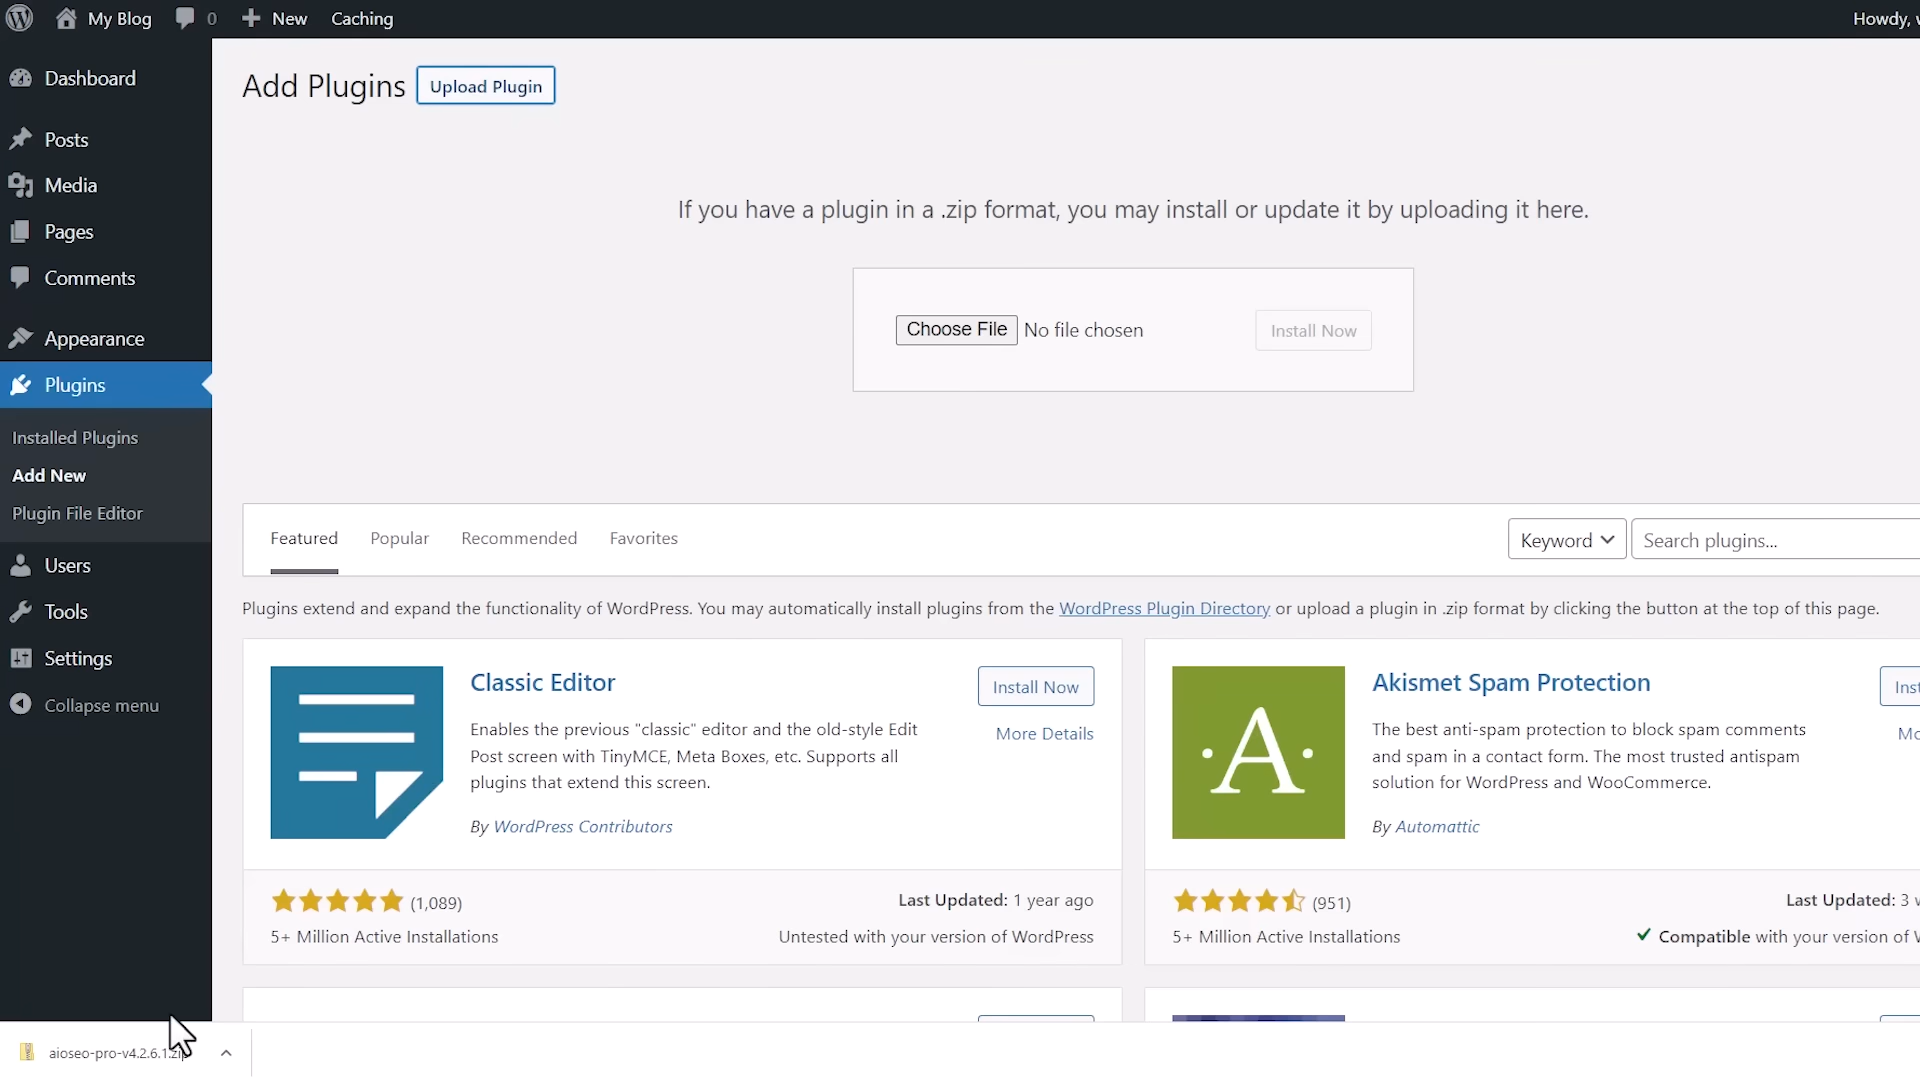 My Blog 0 New Caching Howdy,
Dashboard
Posts
Media
Pages
Comments
Appearance
Plugins
Installed Plugins
Add New
Plugin File Editor
Users
Tools
Settings
Collapse menu
Add Plugins Upload Plugin
If you have a plugin in a .zip format, you may install or update it by uploading it here.
Choose File No file chosen Install Now
Featured Popular Recommended Favorites Keyword Search plugins...
Plugins extend and expand the functionality of WordPress. You may automatically install plugins from the WordPress Plugin Directory or upload a plugin in .zip format by clicking the button at the top of this page.
Classic Editor
Install Now
More Details
Enables the previous "classic" editor and the old-style Edit
Post screen with TinyMCE, Meta Boxes, etc. Supports all
plugins that extend this screen.
By WordPress Contributors
(1,089)
5+ Million Active Installations
Last Updated: 1 year ago
Untested with your version of WordPress
A
Akismet Spam Protection
The best anti-spam protection to block spam comments
and spam in a contact form. The most trusted antispam
solution for WordPress and WooCommerce.
By Automattic
(951)
5+ Million Active Installations
Last Updated: 3
Compatible with your version of
aioseo-pro-v4.2.6.1.zip